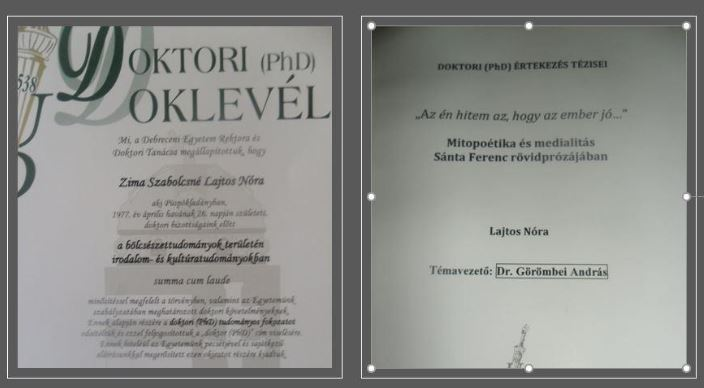 538
DOKTORI (PhD)
OKLEVÉL
Mi, a Debreceni Egyetem Rektora és
Doktori Tanácsa megállapítottuk, hogy
Zima Szabolcsné Lajtos Nóra
aki Püspökladányban,
1977. év április havának 26. napján született,
doktori bizottságaink előtt
a bölcsészettudományok területén
irodalom- és kultúratudományokban
summa cum laude
minősítéssel megfelelt a törvényben, valamint az Egyetemünk
szabályzatában meghatározott doktori követelményeknek.
Ennek alapján részére a doktori (PhD) tudományos fokozatot
odaítéltük és ezzel feljogosítottuk a „doktor (PhD)” cím viselésére.
Ennek hiteléül az Egyetemünk pecsétjével és sajátkezű
aláírásunkkal megerősített ezen oklevelet részére kiadtuk.
DOKTORI (PhD) ÉRTEKEZÉS TÉZISEI
„Az én hitem az, hogy az ember jó...”
Mitopoétika és medialitás
Sánta Ferenc rövidprózájában
Lajtos Nóra
Témavezető: Dr. Görömbei András